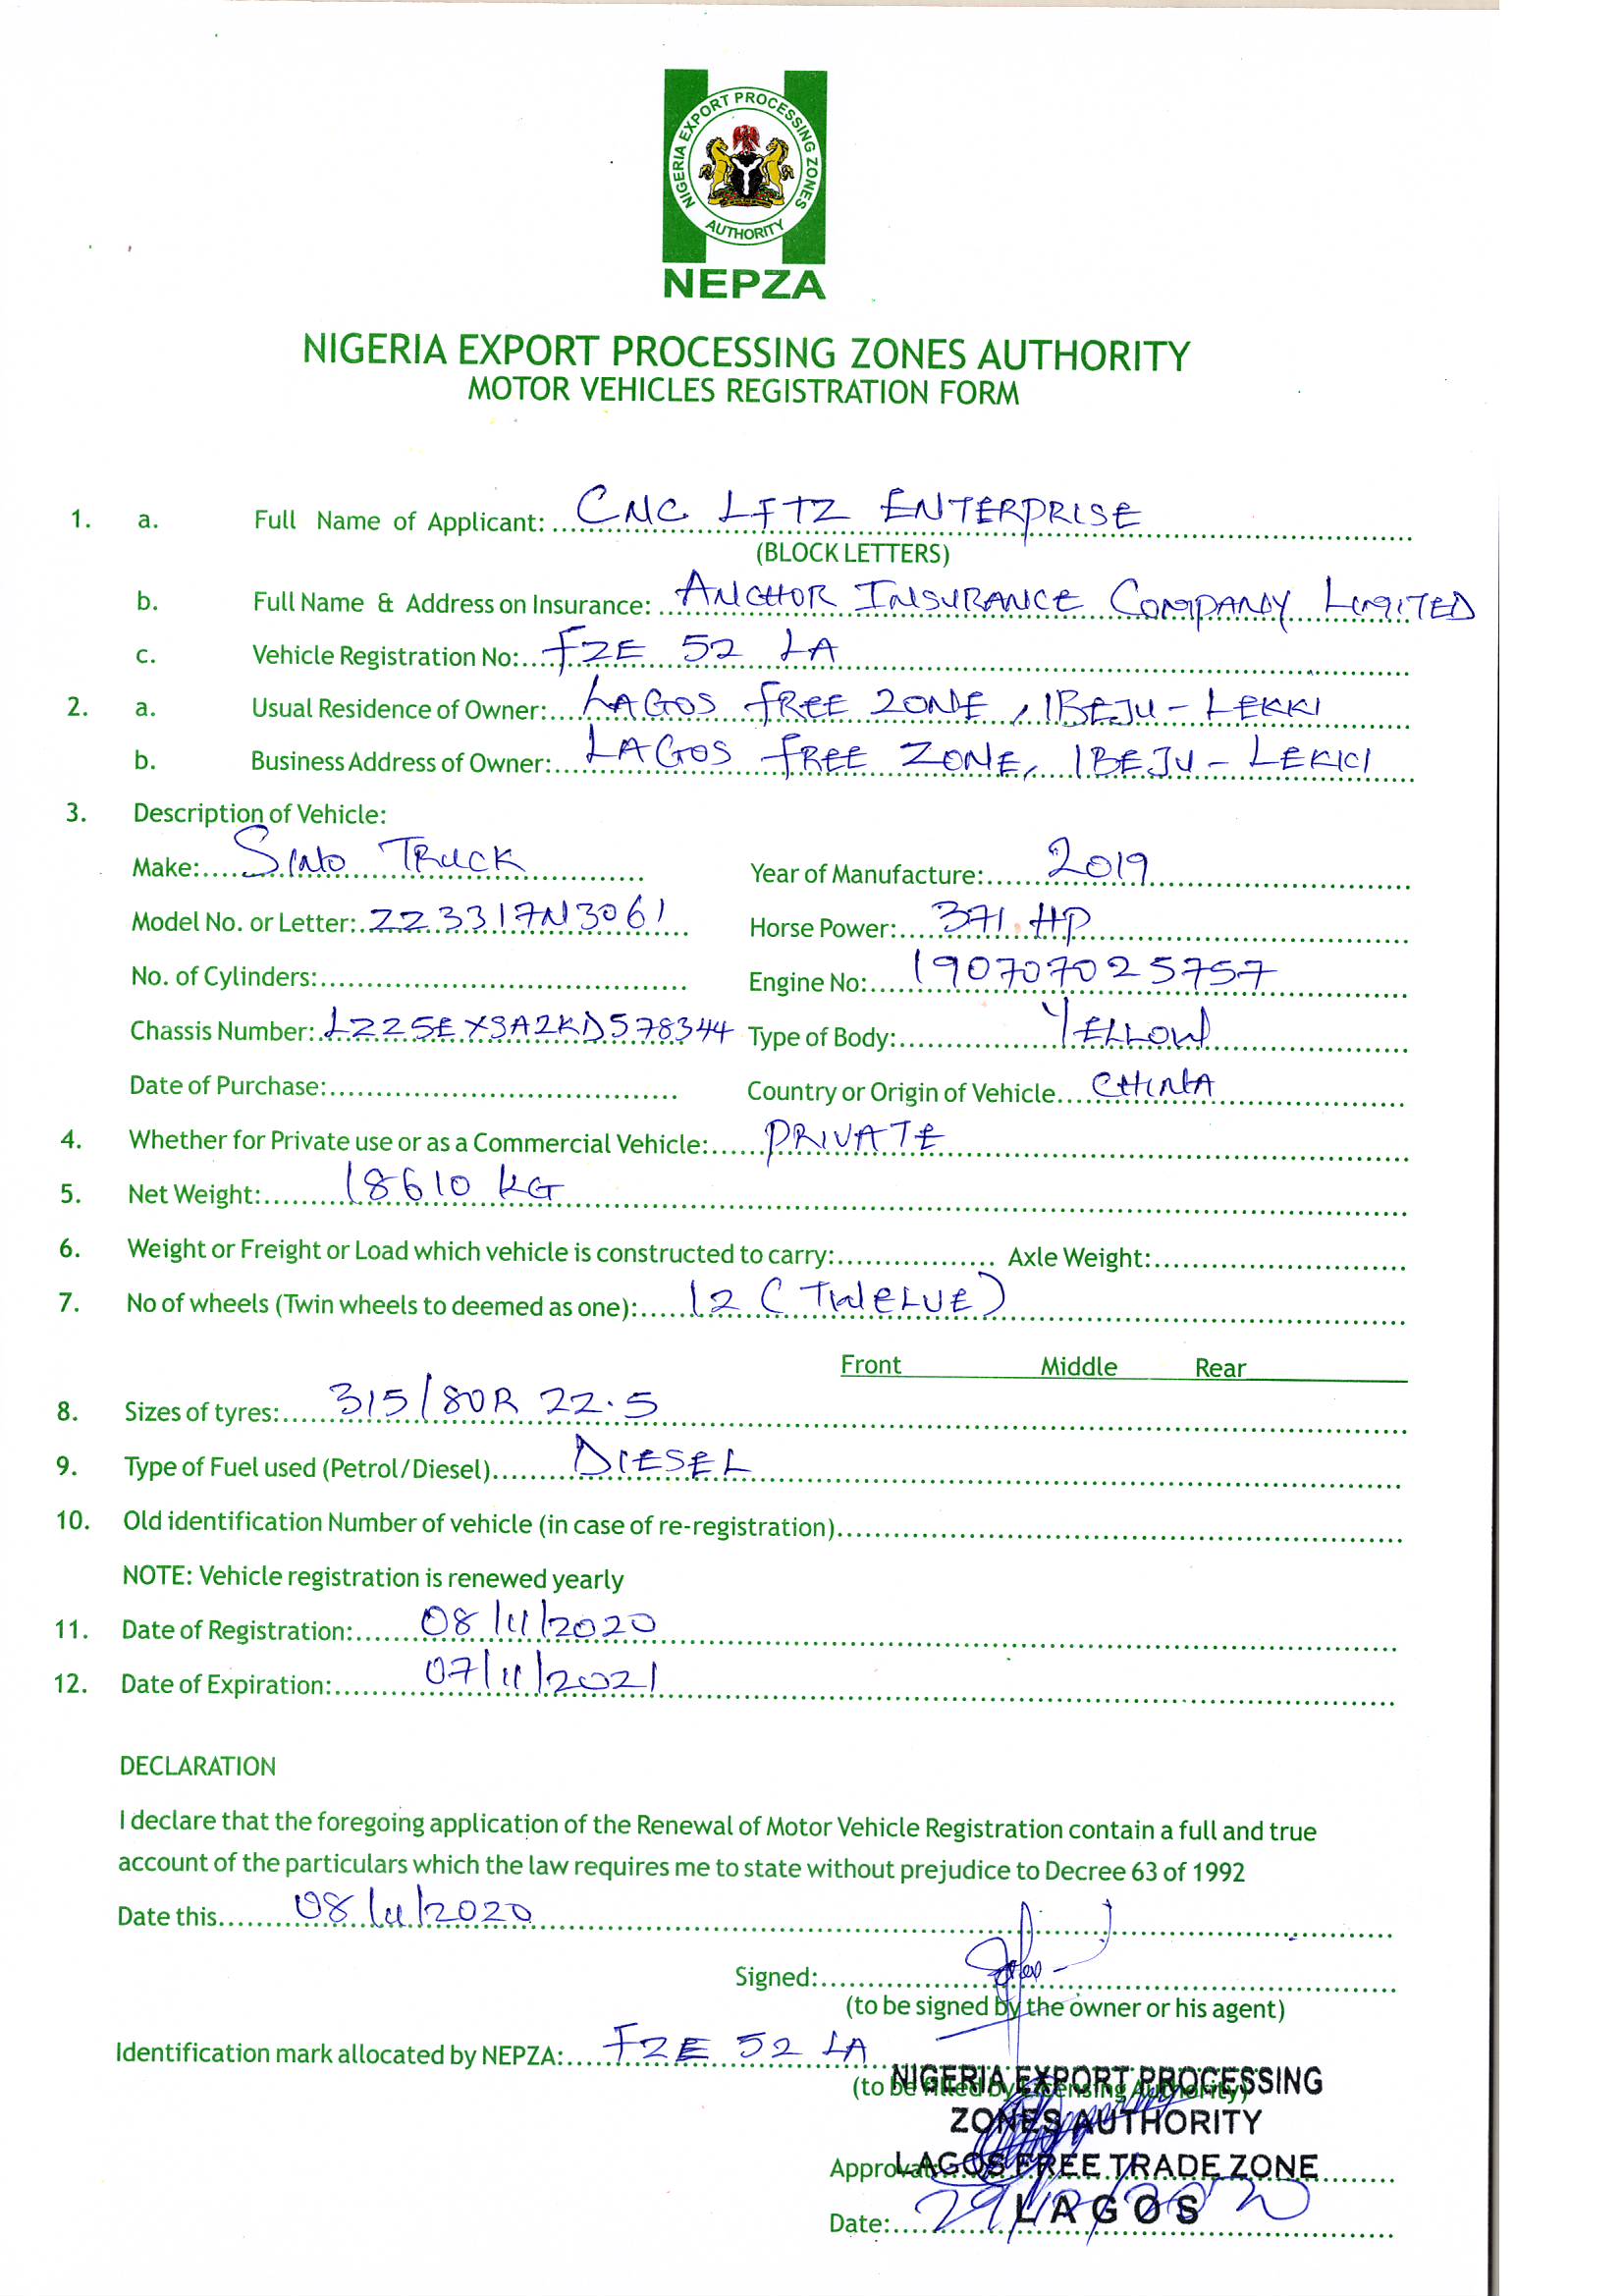 NIGERIA EXPORT PROCESSING ZONES
AUTHORITY
NEPZA
NIGERIA EXPORT PROCESSING ZONES AUTHORITY
MOTOR VEHICLES REGISTRATION FORM
1. a. Full Name of Applicant: CNC LFTZ ENTERPRISE
(BLOCK LETTERS)
b. Full Name & Address on Insurance: ANCHOR INSURANCE COMPANY LIMITED
c. Vehicle Registration No: FZE 52 LA
2. a. Usual Residence of Owner: LAGOS FREE ZONE, IBEJU - LEKKI
b. Business Address of Owner: LAGOS FREE ZONE, IBEJU - LEKKI
3. Description of Vehicle:
Make: SINO TRUCK Year of Manufacture: 2019
Model No. or Letter: ZZ3317N3061 Horse Power: 371 HP
No. of Cylinders: Engine No: 190707025757
Chassis Number: LZZ5EXSA2KD578344 Type of Body: YELLOW
Date of Purchase: Country or Origin of Vehicle CHINA
4. Whether for Private use or as a Commercial Vehicle: PRIVATE
5. Net Weight: 18610 KG
6. Weight or Freight or Load which vehicle is constructed to carry: Axle Weight:
7. No of wheels (Twin wheels to deemed as one): 12 (TWELVE)
Front Middle Rear
8. Sizes of tyres: 315/80R 22.5
9. Type of Fuel used (Petrol/Diesel) DIESEL
10. Old identification Number of vehicle (in case of re-registration)
NOTE: Vehicle registration is renewed yearly
11. Date of Registration: 08/11/2020
12. Date of Expiration: 07/11/2021
DECLARATION
I declare that the foregoing application of the Renewal of Motor Vehicle Registration contain a full and true
account of the particulars which the law requires me to state without prejudice to Decree 63 of 1992
Date this 08/11/2020
Signed:
(to be signed by the owner or his agent)
Identification mark allocated by NEPZA: FZE 52 LA
(to be filled by Licensing Authority)
NIGERIA EXPORT PROCESSING
ZONES AUTHORITY
Approval
LAGOS FREE TRADE ZONE
LAGOS
Date: 29/12/2020